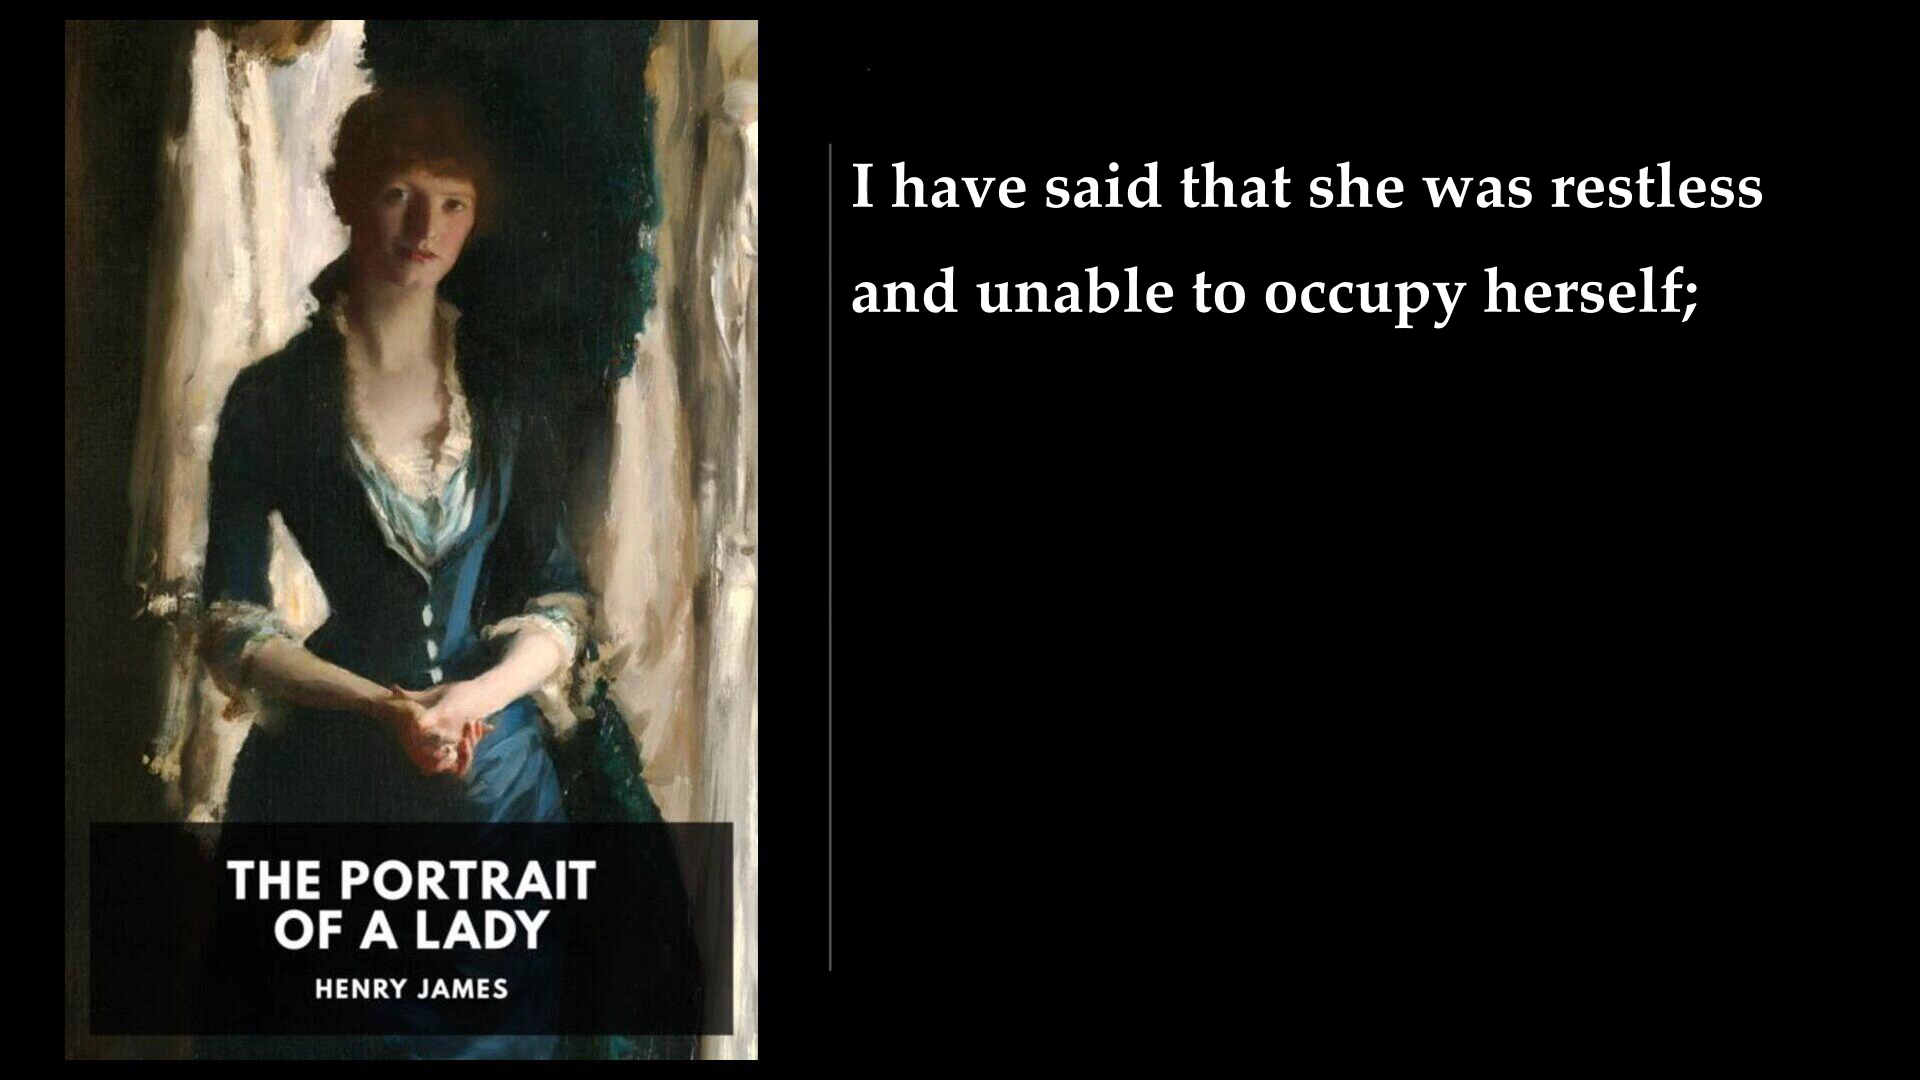 THE PORTRAIT
OF A LADY
HENRY JAMES
I have said that she was restless
and unable to occupy herself;